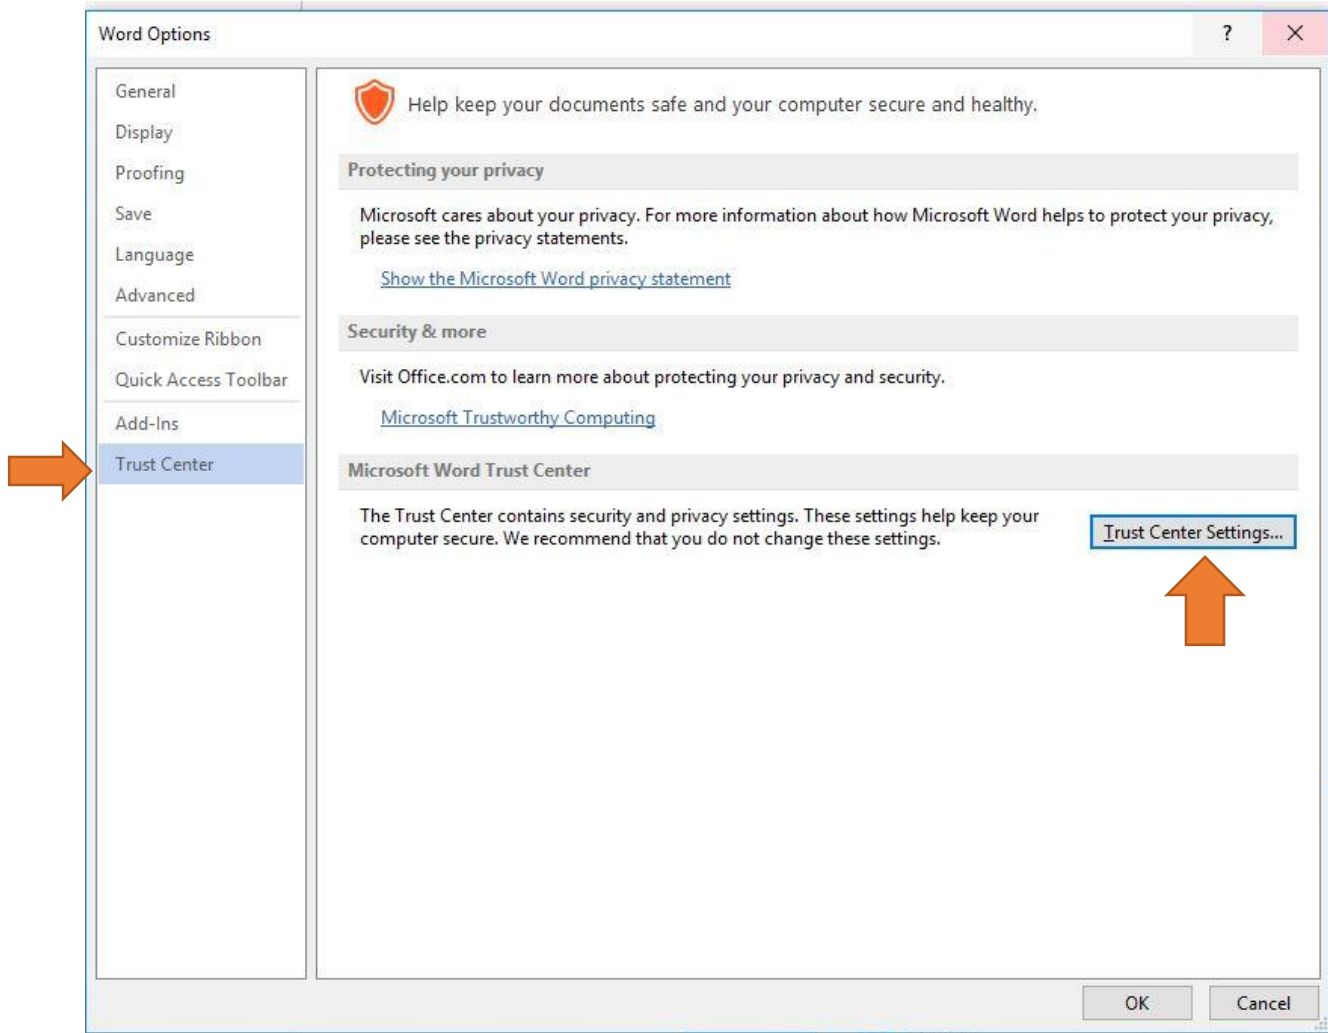 Word Options
?
General
Display
Proofing
Save
Language
Advanced
Customize Ribbon
Quick Access Toolbar
Add-Ins
Trust Center
Help keep your documents safe and your computer secure and healthy.
Protecting your privacy
Microsoft cares about your privacy. For more information about how Microsoft Word helps to protect your privacy,
please see the privacy statements.
Show the Microsoft Word privacy statement
Security & more
Visit Office.com to learn more about protecting your privacy and security.
Microsoft Trustworthy Computing
Microsoft Word Trust Center
The Trust Center contains security and privacy settings. These settings help keep your
computer secure. We recommend that you do not change these settings.
Trust Center Settings...
OK
Cancel